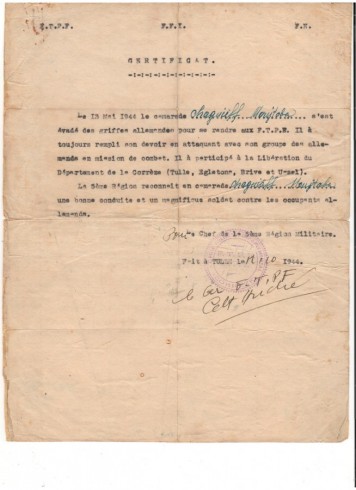 F.T.P.F. F.F.I. F.N.
CERTIFICAT.
-:-:-:-:-:-:-:-:-:-:-:-
Le 13 Mai 1944 le camarade ... s'est
évadé des griffes allemandes pour se rendre aux F.T.P.N. Il à
toujours rempli son devoir en attaquant avec son groupe des alle-
mands en mission de combat. Il à participé à la Libération du
Département de la Corrèze (Tulle, Egletons, Brive et Ussel).
La 5ème Région reconnait en camarade
une bonne conduite et un magnifique soldat contre les occupants al-
lemands.
Le Chef de la 5ème Région Militaire.
Fait à TULLE le 1944.
F.T.P.F